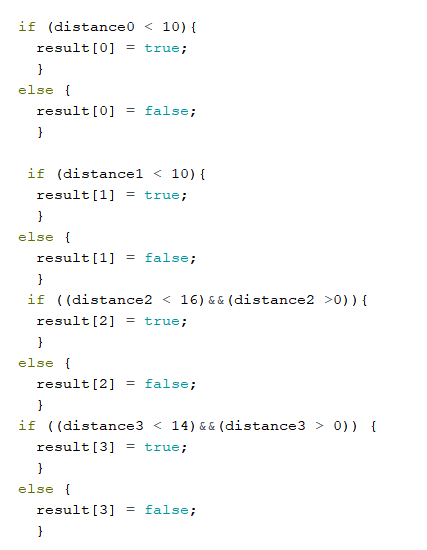 if (distance0 < 10){
  result[0] = true;
  }
else {
  result[0] = false;
  }

 if (distance1 < 10){
  result[1] = true;
  }
else {
  result[1] = false;
  }
 if ((distance2 < 16)&&(distance2 >0)){
  result[2] = true;
  }
else {
  result[2] = false;
  }
if ((distance3 < 14)&&(distance3 > 0)) {
  result[3] = true;
  }
else {
  result[3] = false;
  }